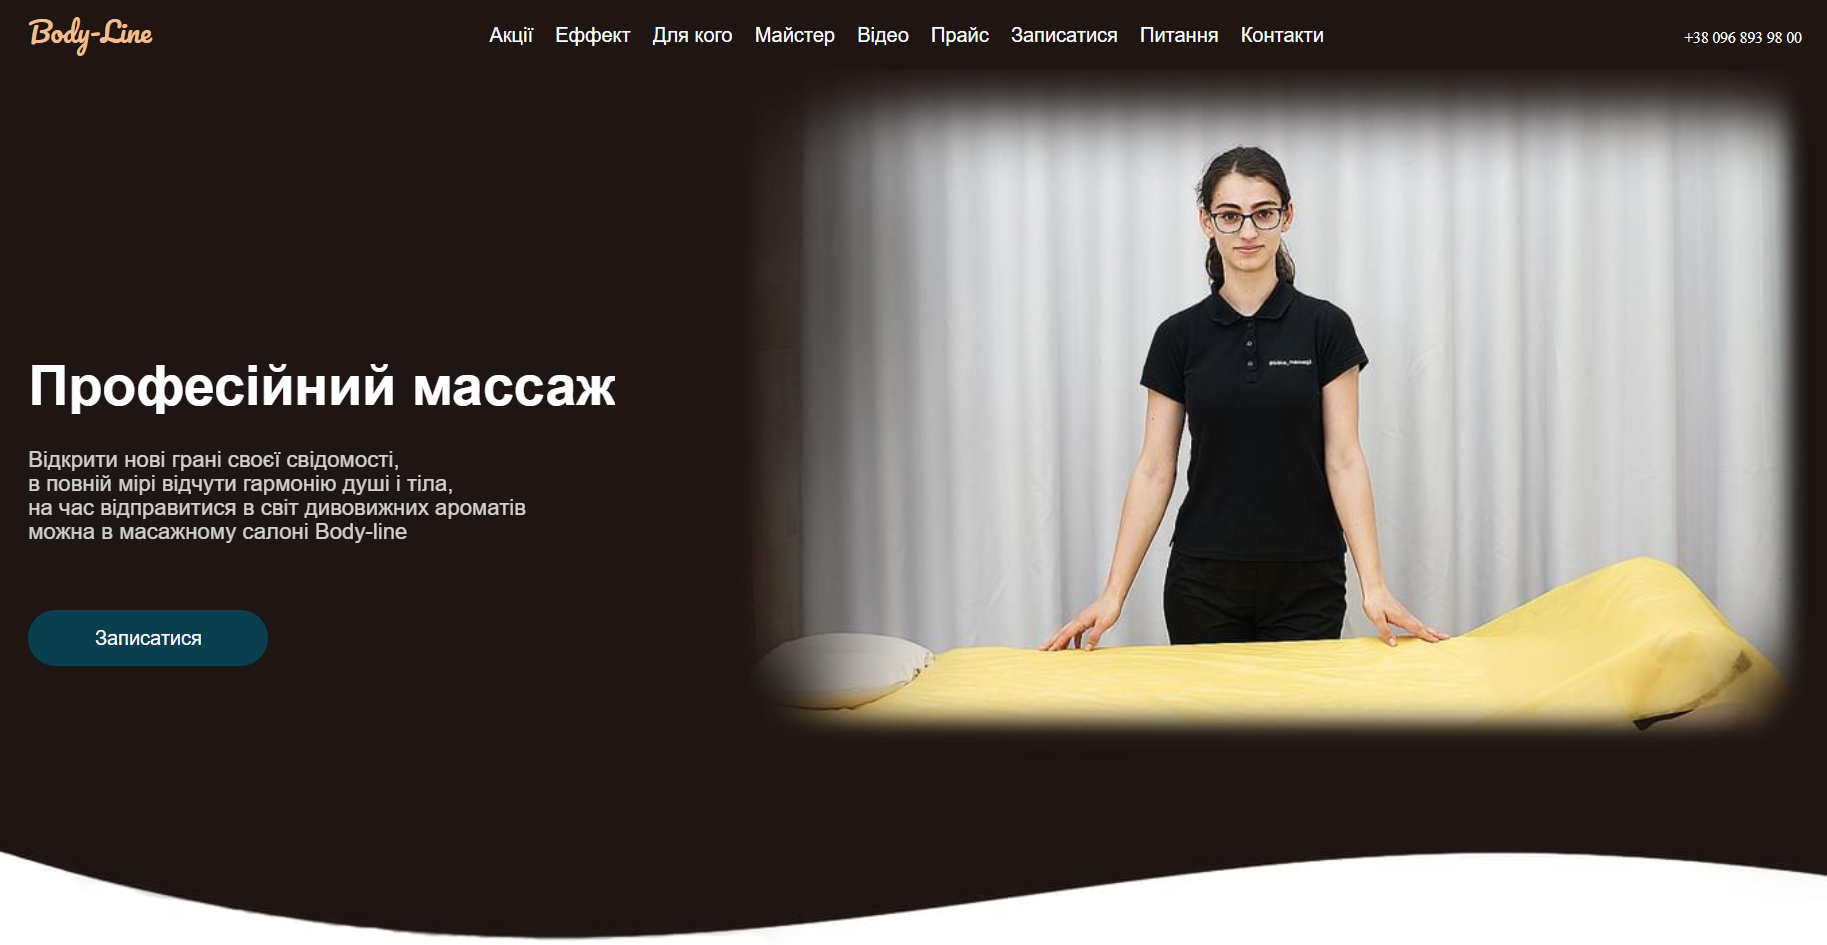 Body-Line
Акції Еффект Для кого Майстер Відео Прайс Записатися Питання Контакти
+38 096 893 98 00
Професійний массаж
Відкрити нові грані своєї свідомості,
в повній мірі відчути гармонію душі і тіла,
на час відправитися в світ дивовижних ароматів
можна в масажному салоні Body-line
Записатися